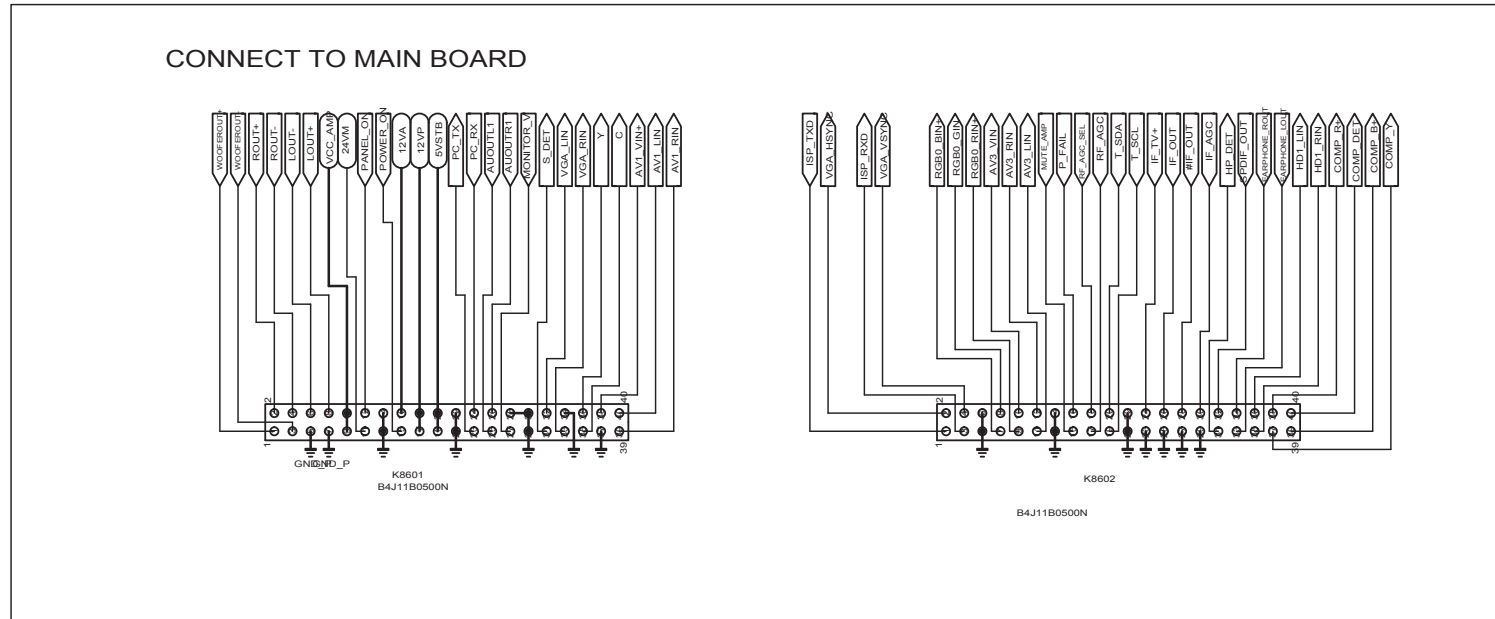 CONNECT TO MAIN BOARD
WOOFEROUT+
WOOFEROUT-
ROUT+
ROUT-
LOUT-
LOUT+
VCC_AMP
24VM
PANEL_ON
POWER_ON
12VA
12VP
5VSTB
PC_TX
PC_RX
AUOUTL1
AUOUTR1
MONITOR_V
S_DET
VGA_LIN
VGA_RIN
Y
C
AV1_VIN+
AV1_LIN
AV1_RIN
ISP_TXD
VGA_HSYNC
ISP_RXD
VGA_VSYNC
RGB0_BIN+
RGB0_GIN+
RGB0_RIN+
AV3_VIN
AV3_RIN
AV3_LIN
MUTE_AMP
P_FAIL
RF_AGC_SEL
RF_AGC
T_SDA
T_SCL
IF_TV+
IF_OUT
#IF_OUT
IF_AGC
HP_DET
SPDIF_OUT
EARPHONE_ROUT
EARPHONE_LOUT
HD1_LIN
HD1_RIN
COMP_R+
COMP_DET
COMP_B+
COMP_Y
2
40
1
39
GND_P
GND_P
K8601
B4J11B0500N
2
40
1
39
K8602
B4J11B0500N